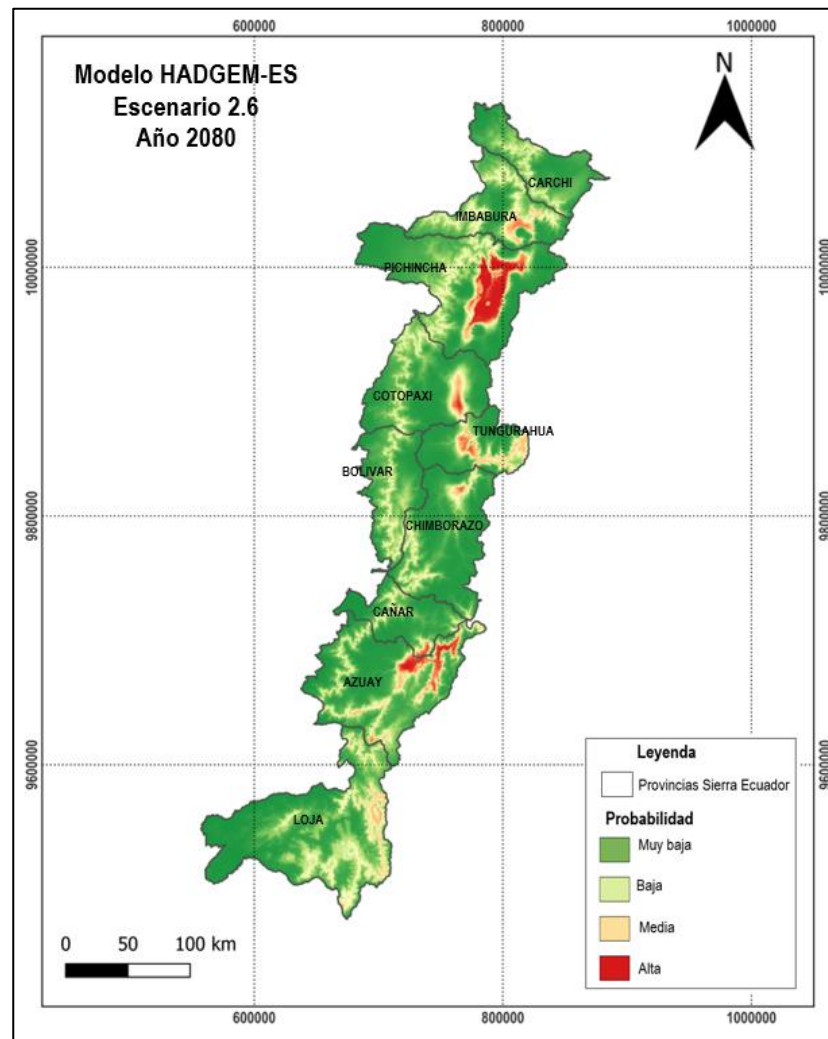 600000
800000
1000000
Modelo HADGEM-ES
Escenario 2.6
Año 2080
N
CARCHI
IMBABURA
PICHINCHA
COTOPAXI
TUNGURAHUA
BOLIVAR
CHIMBORAZO
CAÑAR
AZUAY
LOJA
10000000
9800000
9600000
10000000
9800000
9600000
Leyenda
Provincias Sierra Ecuador
Probabilidad
Muy baja
Baja
Media
Alta
0 50 100 km
600000
800000
1000000